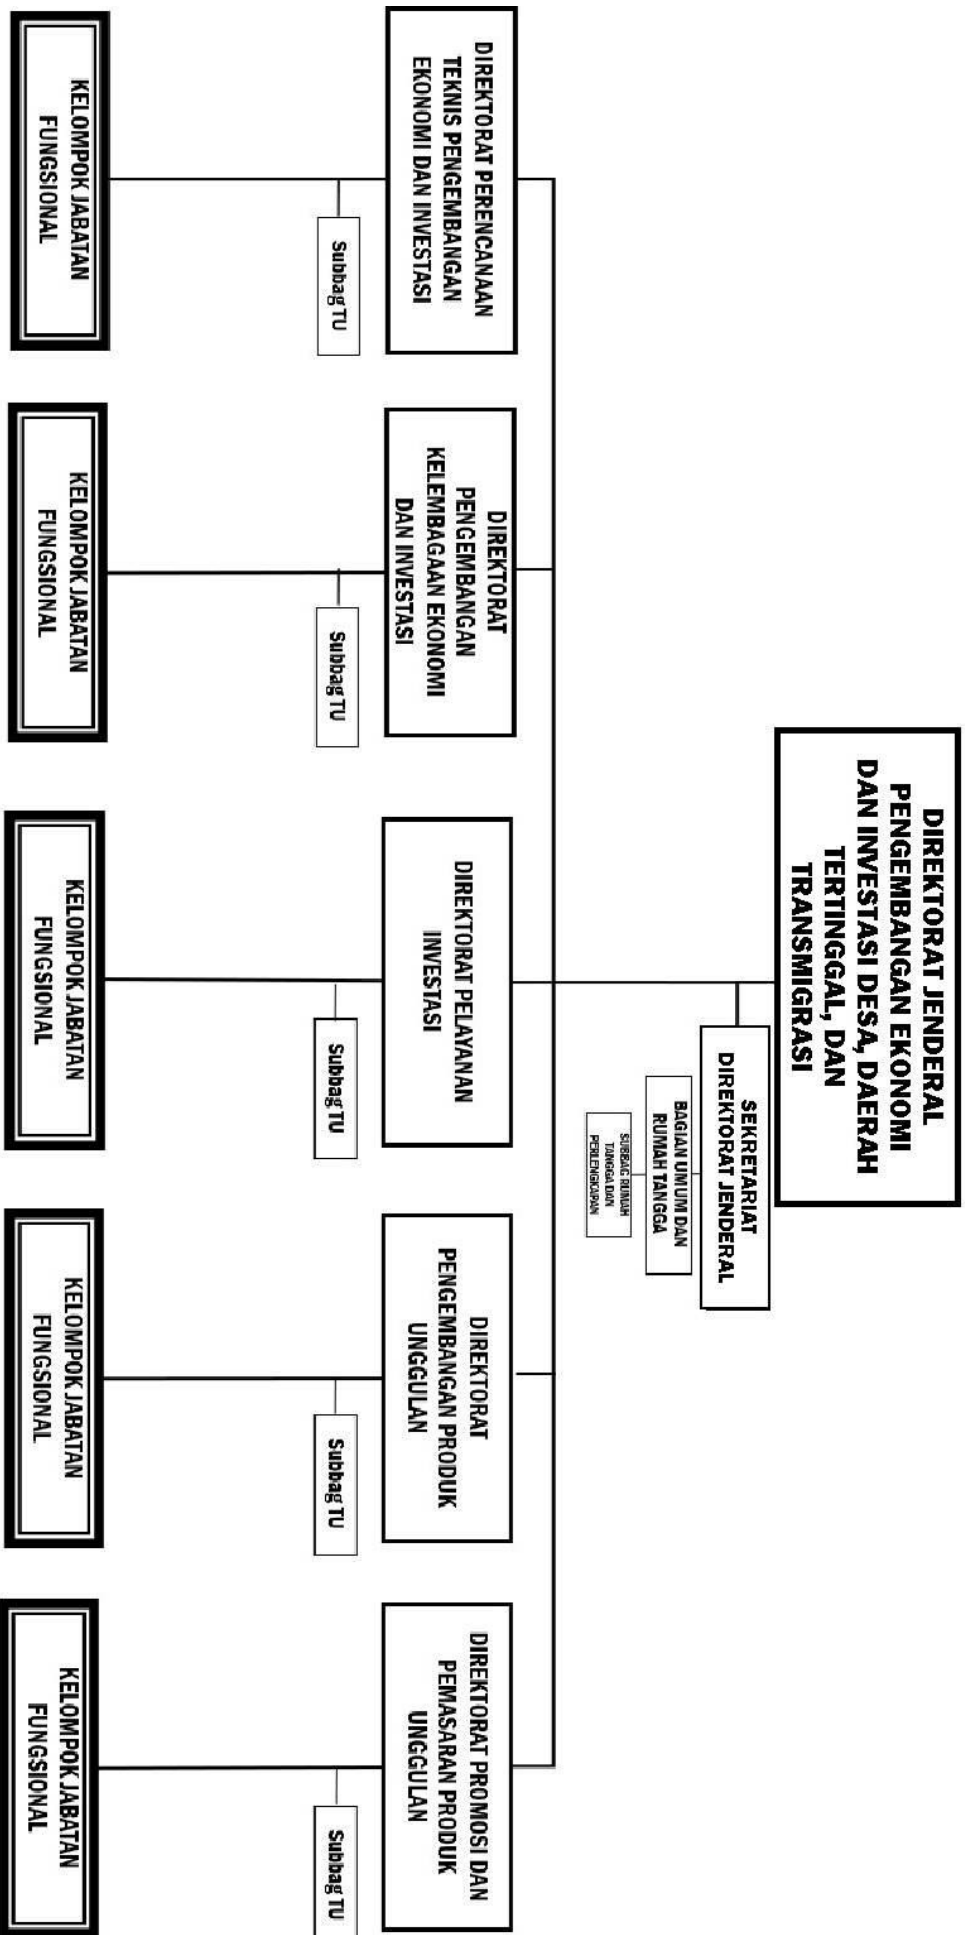 DIREKTORAT JENDERAL
PENGEMBANGAN EKONOMI
DAN INVESTASI DESA, DAERAH
TERTINGGAL, DAN
TRANSMIGRASI
SEKRETARIAT
DIREKTORAT JENDERAL
BAGIAN UMUM DAN
RUMAH TANGGA
SUBBAG RUMAH
TANGGA DAN
PERLENGKAPAN
DIREKTORAT PERENCANAAN
TEKNIS PENGEMBANGAN
EKONOMI DAN INVESTASI
DIREKTORAT
PENGEMBANGAN
KELEMBAGAAN EKONOMI
DAN INVESTASI
DIREKTORAT PELAYANAN
INVESTASI
DIREKTORAT
PENGEMBANGAN PRODUK
UNGGULAN
DIREKTORAT PROMOSI DAN
PEMASARAN PRODUK
UNGGULAN
Subbag TU
Subbag TU
Subbag TU
Subbag TU
Subbag TU
KELOMPOK JABATAN
FUNGSIONAL
KELOMPOK JABATAN
FUNGSIONAL
KELOMPOK JABATAN
FUNGSIONAL
KELOMPOK JABATAN
FUNGSIONAL
KELOMPOK JABATAN
FUNGSIONAL